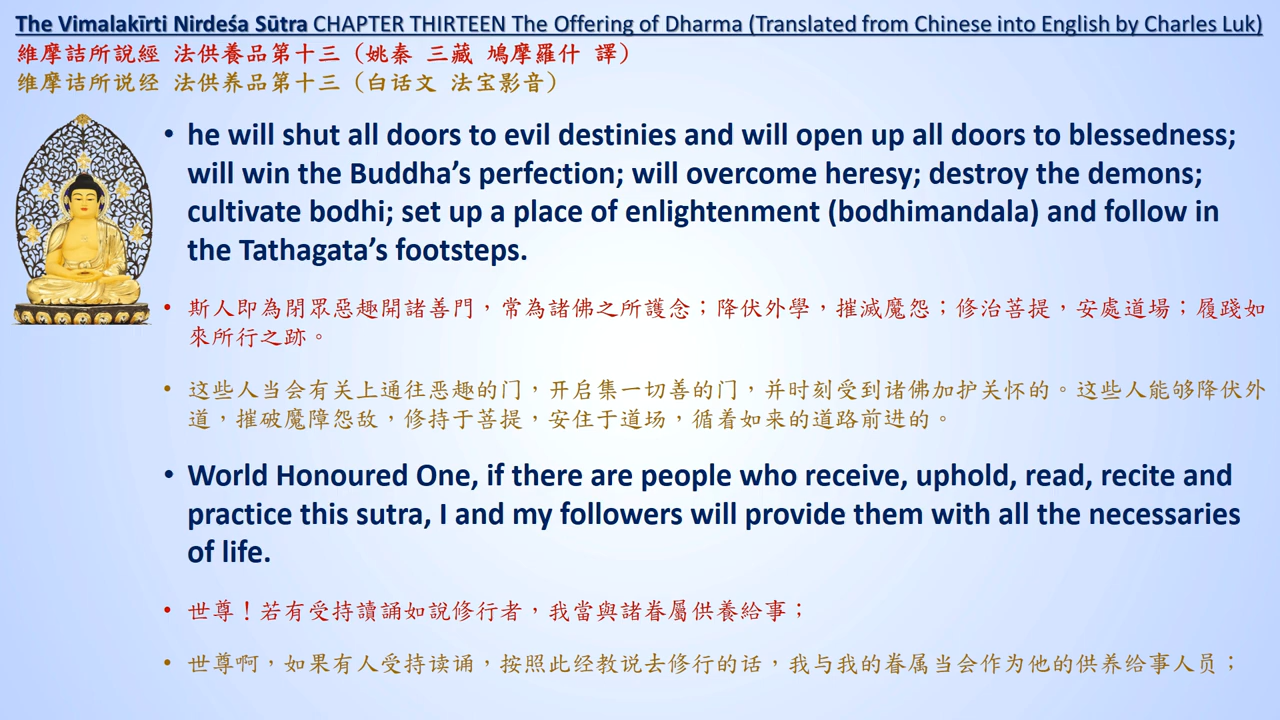 The Vimalakīrti Nirdeśa Sūtra CHAPTER THIRTEEN The Offering of Dharma (Translated from Chinese into English by Charles Luk)
維摩詰所說經 法供養品第十三（姚秦 三藏 鳩摩羅什 譯）
维摩诘所说经 法供养品第十三（白话文 法宝影音）
• he will shut all doors to evil destinies and will open up all doors to blessedness;
will win the Buddha’s perfection; will overcome heresy; destroy the demons;
cultivate bodhi; set up a place of enlightenment (bodhimandala) and follow in
the Tathagata’s footsteps.
• 斯人即為閉眾惡趣開諸善門，常為諸佛之所護念；降伏外學，摧滅魔怨；修治菩提，安處道場；履踐如
來所行之跡。
• 这些人当会有关上通往恶趣的门，开启集一切善的门，并时刻受到诸佛加护关怀的。这些人能够降伏外
道，摧破魔障怨敌，修持于菩提，安住于道场，循着如来的道路前进的。
• World Honoured One, if there are people who receive, uphold, read, recite and
practice this sutra, I and my followers will provide them with all the necessaries
of life.
• 世尊！若有受持讀誦如說修行者，我當與諸眷屬供養給事；
• 世尊啊，如果有人受持读诵，按照此经教说去修行的话，我与我的眷属当会作为他的供养给事人员；